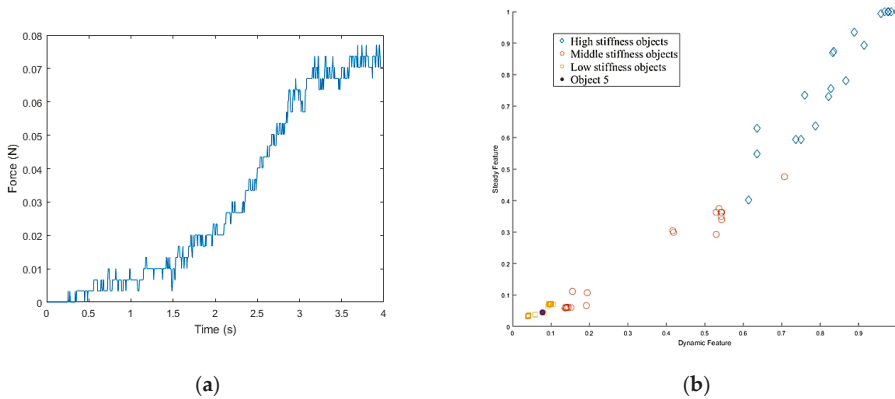 0.08
0.07
0.06
0.05
0.04
0.03
0.02
0.01
0
Force (N)
0 0.5 1 1.5 2 2.5 3 3.5 4
Time (s)
(a)
1
0.9
0.8
0.7
0.6
0.5
0.4
0.3
0.2
0.1
0
Steady Feature
High stiffness objects
Middle stiffness objects
Low stiffness objects
Object 5
0 0.1 0.2 0.3 0.4 0.5 0.6 0.7 0.8 0.9
Dynamic Feature
(b)